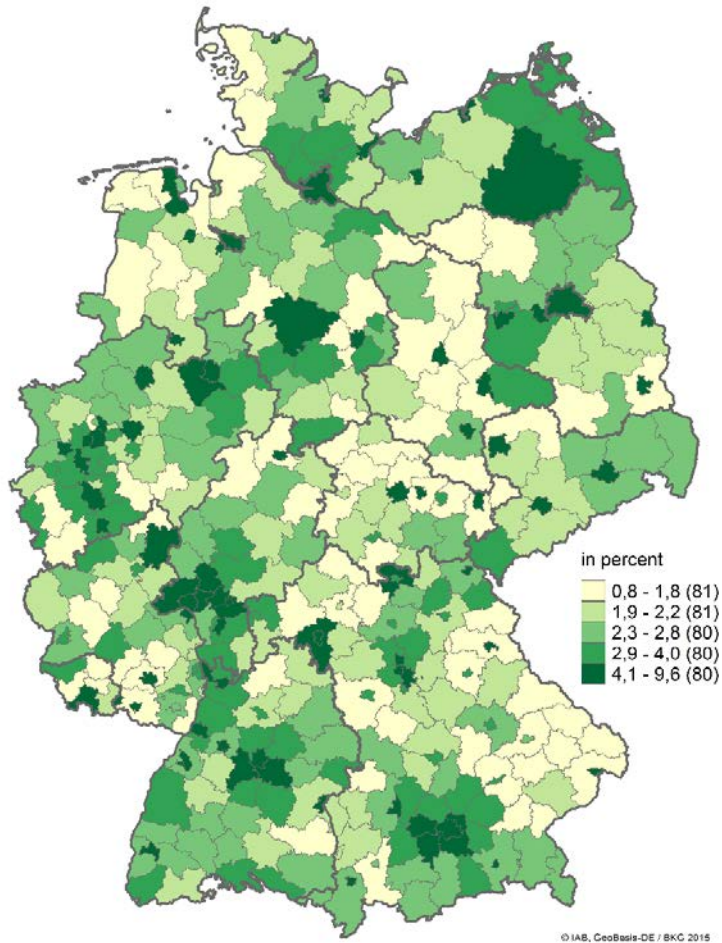 in percent
0,8 - 1,8 (81)
1,9 - 2,2 (81)
2,3 - 2,8 (80)
2,9 - 4,0 (80)
4,1 - 9,6 (80)
© IAB, GeoBasis-DE / BKG 2015